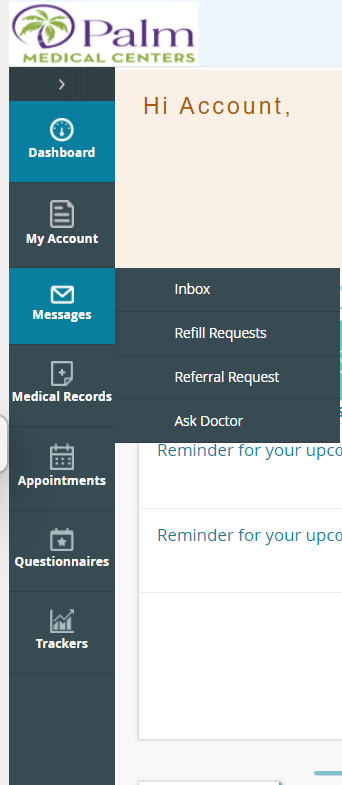 Palm
MEDICAL CENTERS
Hi Account,
Dashboard
My Account
Messages
Inbox
Refill Requests
Referral Request
Ask Doctor
Medical Records
Reminder for your upco
Appointments
Reminder for your upco
Questionnaires
Trackers